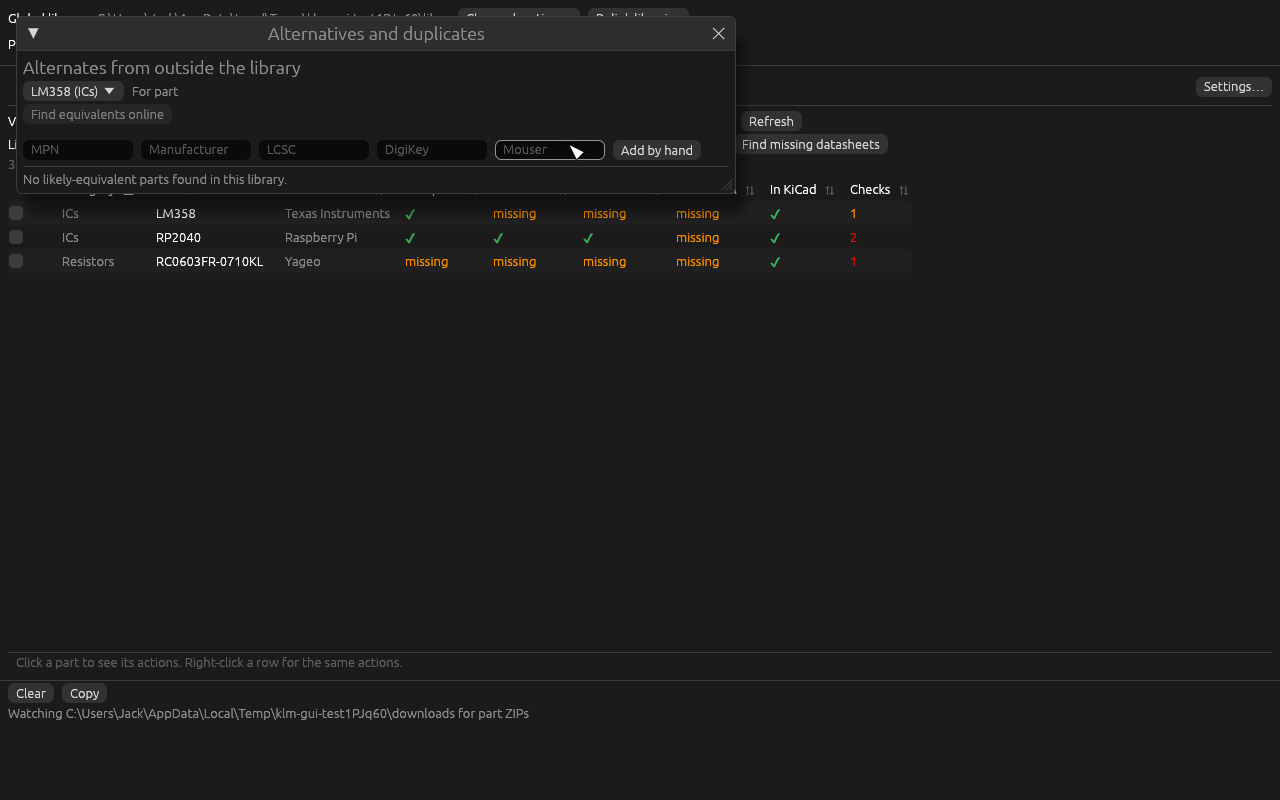 Alternatives and duplicates
Alternates from outside the library
LM358 (ICs) For part
Settings…
Find equivalents online
Refresh
MPN Manufacturer LCSC DigiKey Mouser Add by hand
Find missing datasheets
No likely-equivalent parts found in this library.
In KiCad Checks
ICs LM358 Texas Instruments ✔ missing missing missing ✔ 1
ICs RP2040 Raspberry Pi ✔ ✔ ✔ missing ✔ 2
Resistors RC0603FR-0710KL Yageo missing missing missing missing ✔ 1
Click a part to see its actions. Right-click a row for the same actions.
Clear Copy
Watching C:\Users\Jack\AppData\Local\Temp\klm-gui-test1PJq60\downloads for part ZIPs